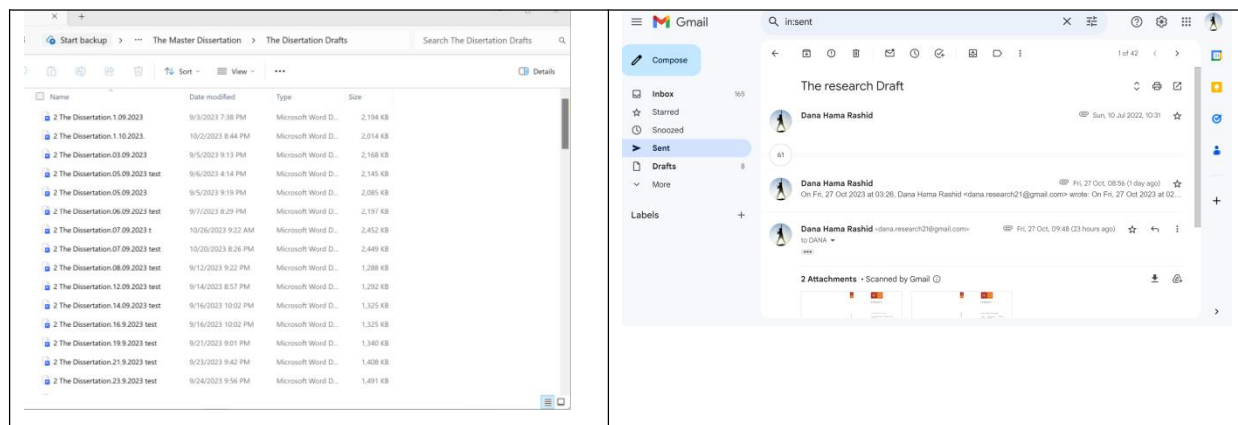 Start backup > ··· The Master Dissertation > The Disertation Drafts Search The Disertation Drafts
Sort View ··· Details
Name Date modified Type Size
2 The Dissertation.1.09.2023 9/3/2023 7:38 PM Microsoft Word D... 2,194 KB
2 The Dissertation.1.10.2023. 10/2/2023 8:44 PM Microsoft Word D... 2,014 KB
2 The Dissertation.03.09.2023 9/5/2023 9:13 PM Microsoft Word D... 2,168 KB
2 The Dissertation.05.09.2023 test 9/6/2023 4:14 PM Microsoft Word D... 2,145 KB
2 The Dissertation.05.09.2023. 9/5/2023 9:19 PM Microsoft Word D... 2,085 KB
2 The Dissertation.06.09.2023 test 9/7/2023 8:29 PM Microsoft Word D... 2,197 KB
2 The Dissertation.07.09.2023 t 10/26/2023 9:22 AM Microsoft Word D... 2,452 KB
2 The Dissertation.07.09.2023 test 10/20/2023 8:26 PM Microsoft Word D... 2,449 KB
2 The Dissertation.08.09.2023 test 9/12/2023 9:22 PM Microsoft Word D... 1,288 KB
2 The Dissertation.12.09.2023 test 9/14/2023 8:57 PM Microsoft Word D... 1,292 KB
2 The Dissertation.14.09.2023 test 9/16/2023 10:02 PM Microsoft Word D... 1,325 KB
2 The Dissertation.16.9.2023 test 9/16/2023 10:02 PM Microsoft Word D... 1,325 KB
2 The Dissertation.19.9.2023 test 9/21/2023 9:01 PM Microsoft Word D... 1,340 KB
2 The Dissertation.21.9.2023 test 9/23/2023 9:42 PM Microsoft Word D... 1,408 KB
2 The Dissertation.23.9.2023 test 9/24/2023 9:56 PM Microsoft Word D... 1,491 KB
Gmail
in:sent
Compose
1 of 42
Inbox 165
Starred
Snoozed
Sent
Drafts 8
More
Labels +
The research Draft
Dana Hama Rashid Sun, 10 Jul 2022, 10:31
61
Dana Hama Rashid Fri, 27 Oct, 08:56 (1 day ago)
On Fri, 27 Oct 2023 at 03:26, Dana Hama Rashid <dana.research21@gmail.com> wrote: On Fri, 27 Oct 2023 at 02...
Dana Hama Rashid <dana.research21@gmail.com> Fri, 27 Oct, 09:48 (23 hours ago)
to DANA
2 Attachments • Scanned by Gmail